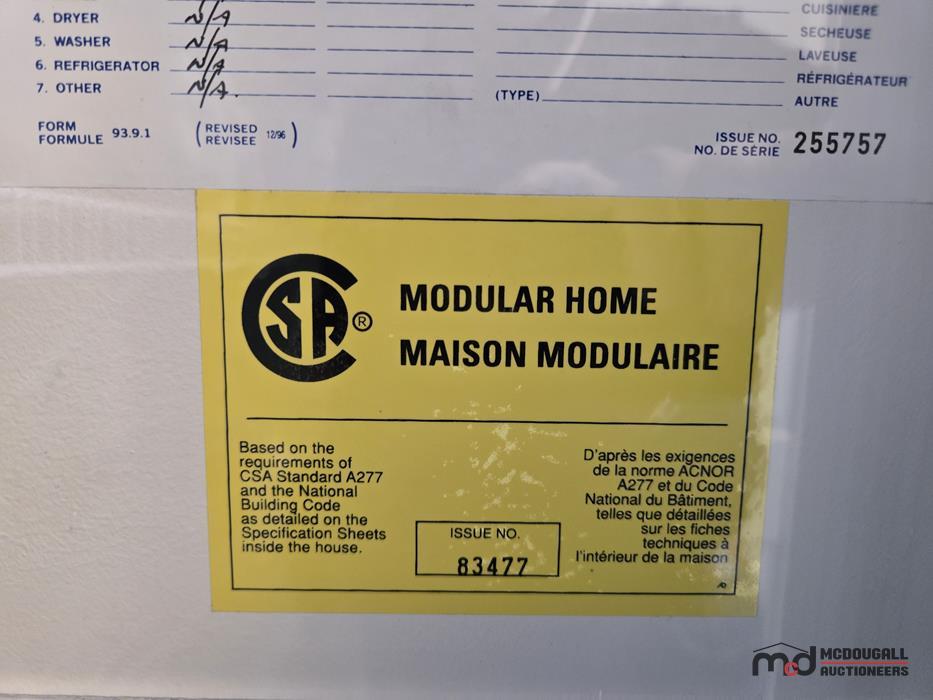 4. DRYER N/A CUISINIÈRE
5. WASHER N/A SECHEUSE
6. REFRIGERATOR N/A LAVEUSE
7. OTHER N/A. RÉFRIGÉRATEUR
(TYPE) AUTRE
FORM
FORMULE 93.9.1
(REVISED
RÉVISÉE 12/96)
ISSUE NO.
NO. DE SÉRIE 255757
CSA ®
MODULAR HOME
MAISON MODULAIRE
Based on the
requirements of
CSA Standard A277
and the National
Building Code
as detailed on the
Specification Sheets
inside the house.
ISSUE NO.
83477
D'après les exigences
de la norme ACNOR
A277 et du Code
National du Bâtiment,
telles que détaillées
sur les fiches
techniques à
l'intérieur de la maison
mcd MCDOUGALL
AUCTIONEERS